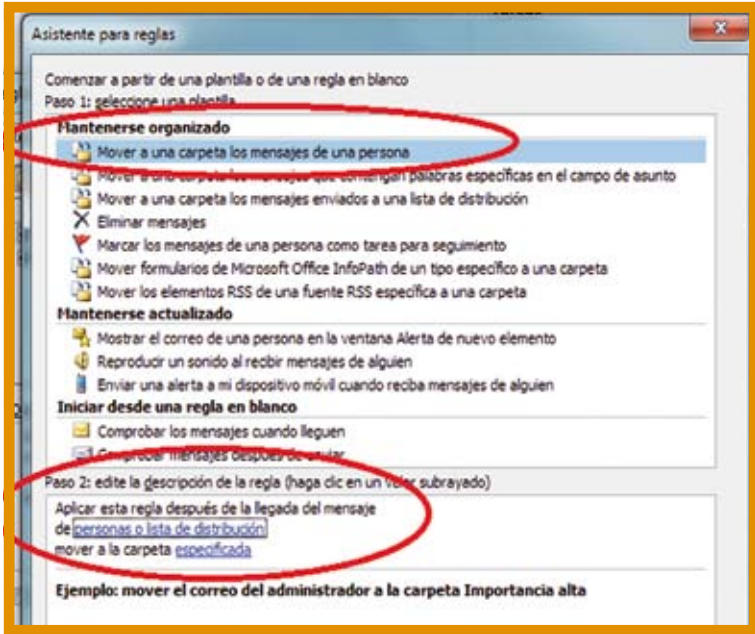 Asistente para reglas
Comenzar a partir de una plantilla o de una regla en blanco
Paso 1: seleccione una plantilla
Mantenerse organizado
Mover a una carpeta los mensajes de una persona
Mover a una carpeta los mensajes que contengan palabras específicas en el campo de asunto
Mover a una carpeta los mensajes enviados a una lista de distribución
Eliminar mensajes
Marcar los mensajes de una persona como tarea para seguimiento
Mover formularios de Microsoft Office InfoPath de un tipo específico a una carpeta
Mover los elementos RSS de una fuente RSS específica a una carpeta
Mantenerse actualizado
Mostrar el correo de una persona en la ventana Alerta de nuevo elemento
Reproducir un sonido al recibir mensajes de alguien
Enviar una alerta a mi dispositivo móvil cuando reciba mensajes de alguien
Iniciar desde una regla en blanco
Comprobar los mensajes cuando lleguen
Comprobar mensajes después de enviar
Paso 2: edite la descripción de la regla (haga clic en un valor subrayado)
Aplicar esta regla después de la llegada del mensaje
de personas o lista de distribución
mover a la carpeta especificada
Ejemplo: mover el correo del administrador a la carpeta Importancia alta